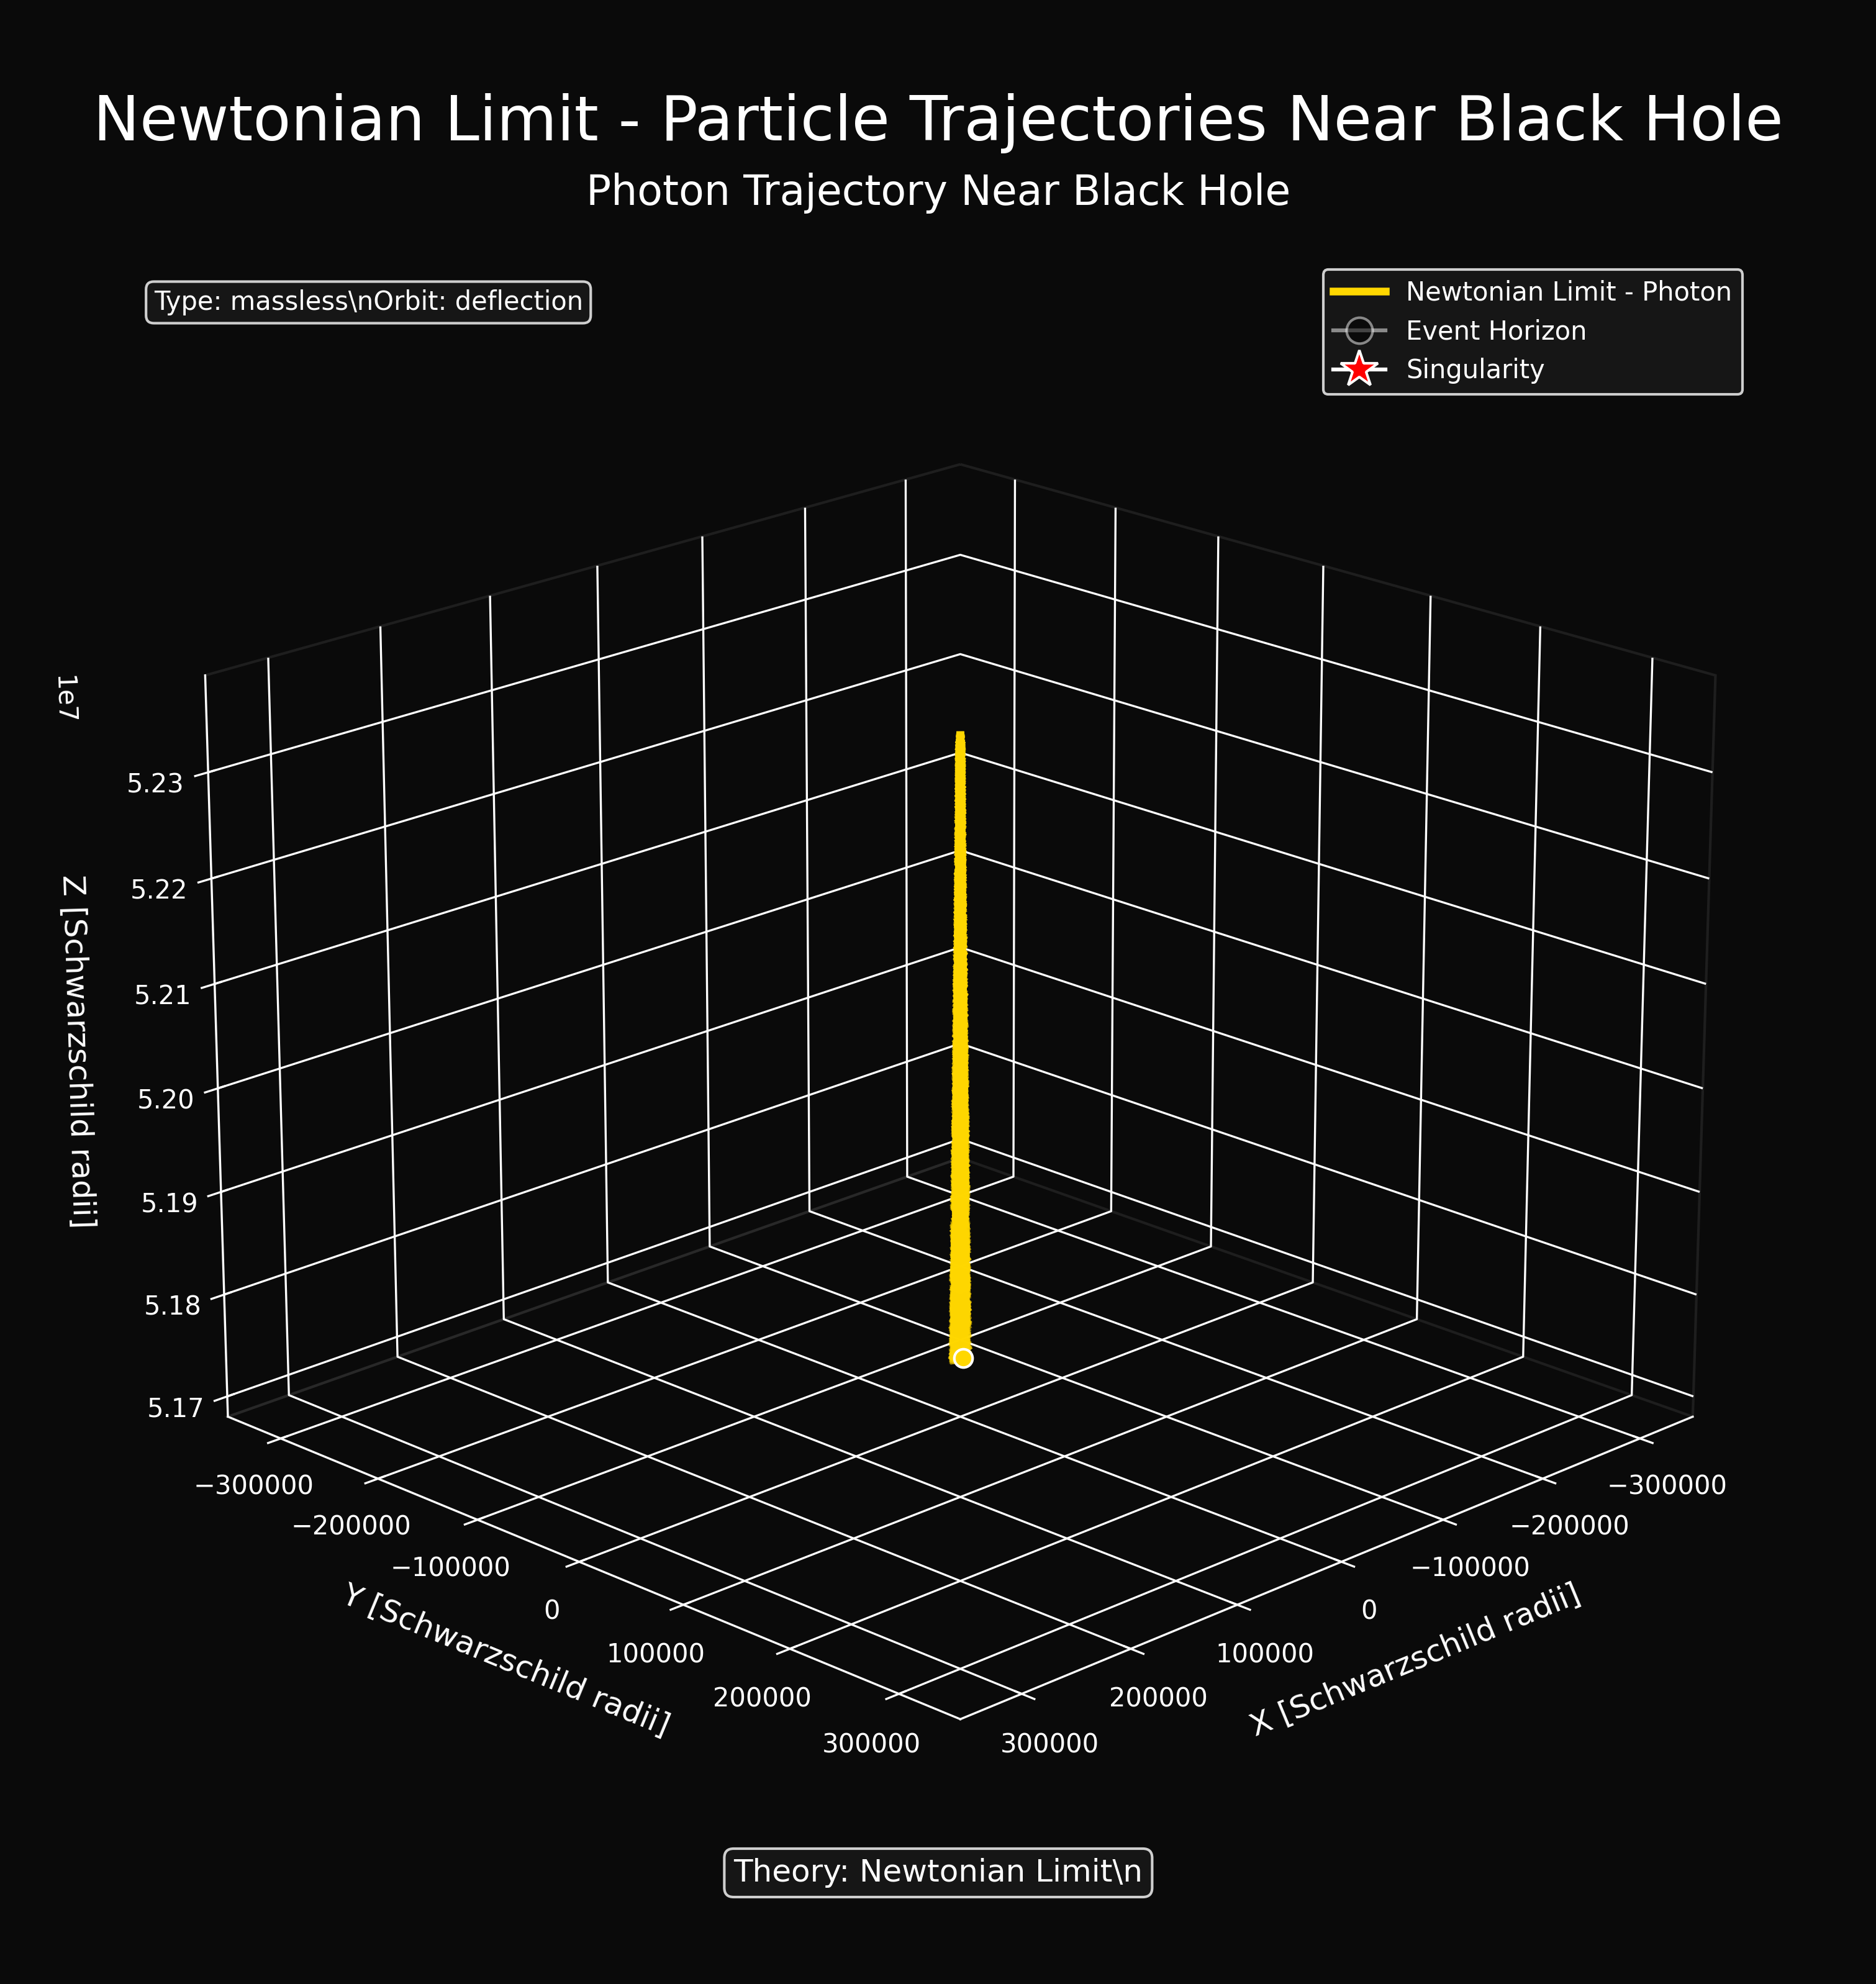 Newtonian Limit - Particle Trajectories Near Black Hole
Photon Trajectory Near Black Hole
Type: massless\nOrbit: deflection
Newtonian Limit - Photon
Event Horizon
Singularity
1e7
Z [Schwarzschild radii]
5.23
5.22
5.21
5.20
5.19
5.18
5.17
−300000
−200000
−100000
0
100000
200000
300000
Y [Schwarzschild radii]
−300000
−200000
−100000
0
100000
200000
300000
X [Schwarzschild radii]
Theory: Newtonian Limit\n